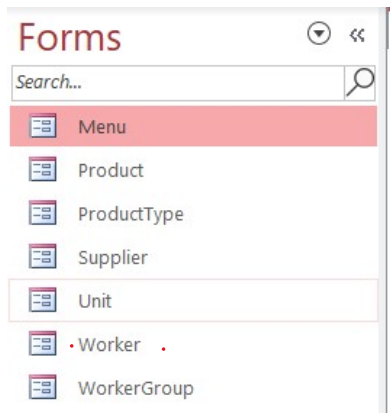 Forms
Search...
Menu
Product
ProductType
Supplier
Unit
Worker
WorkerGroup